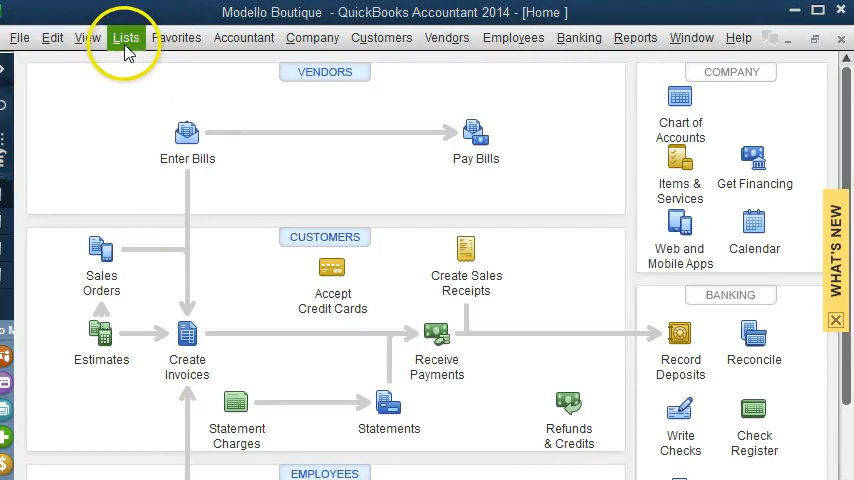 Modello Boutique - QuickBooks Accountant 2014 - [Home ]
File Edit View Lists Favorites Accountant Company Customers Vendors Employees Banking Reports Window Help
VENDORS
Enter Bills
Pay Bills
CUSTOMERS
Sales
Orders
Accept
Credit Cards
Create Sales
Receipts
Estimates
Create
Invoices
Receive
Payments
Statement
Charges
Statements
Refunds
& Credits
EMPLOYEES
COMPANY
Chart of
Accounts
Items &
Services
Get Financing
Web and
Mobile Apps
Calendar
BANKING
Record
Deposits
Reconcile
Write
Checks
Check
Register
WHAT'S NEW